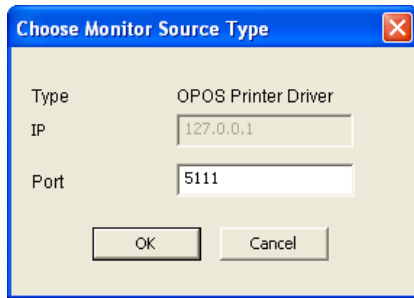 Choose Monitor Source Type
Type OPOS Printer Driver
IP 127.0.0.1
Port 5111
OK Cancel